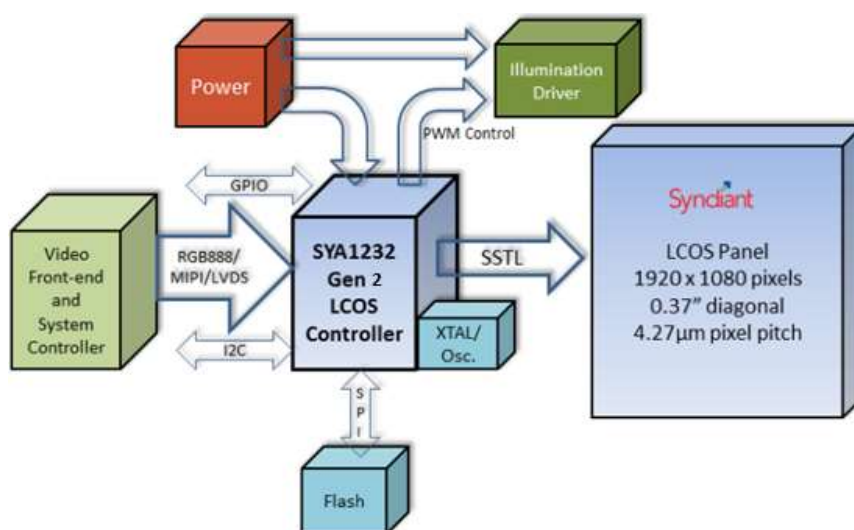 Power
Illumination
Driver
PWM Control
GPIO
Video
Front-end
and
System
Controller
RGB888/
MIPI/LVDS
I2C
SYA1232
Gen 2
LCOS
Controller
XTAL/
Osc.
SSTL
Syndiant
LCOS Panel
1920 x 1080 pixels
0.37” diagonal
4.27µm pixel pitch
S
P
I
Flash